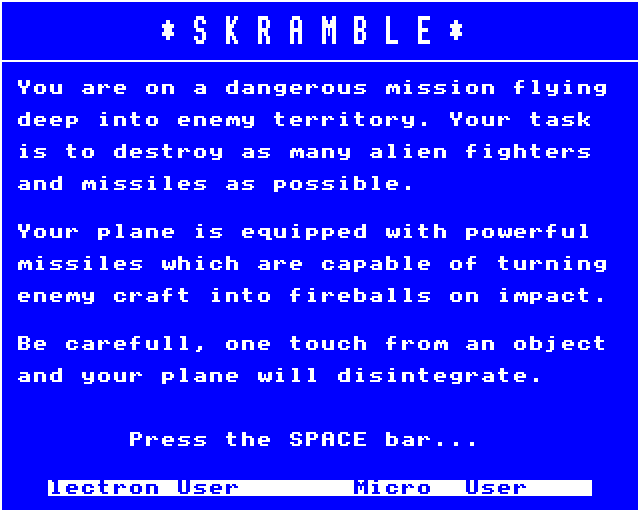 * S K R A M B L E *
You are on a dangerous mission flying
deep into enemy territory. Your task
is to destroy as many alien fighters
and missiles as possible.
Your plane is equipped with powerful
missiles which are capable of turning
enemy craft into fireballs on impact.
Be carefull, one touch from an object
and your plane will disintegrate.
Press the SPACE bar...
lectron User Micro User